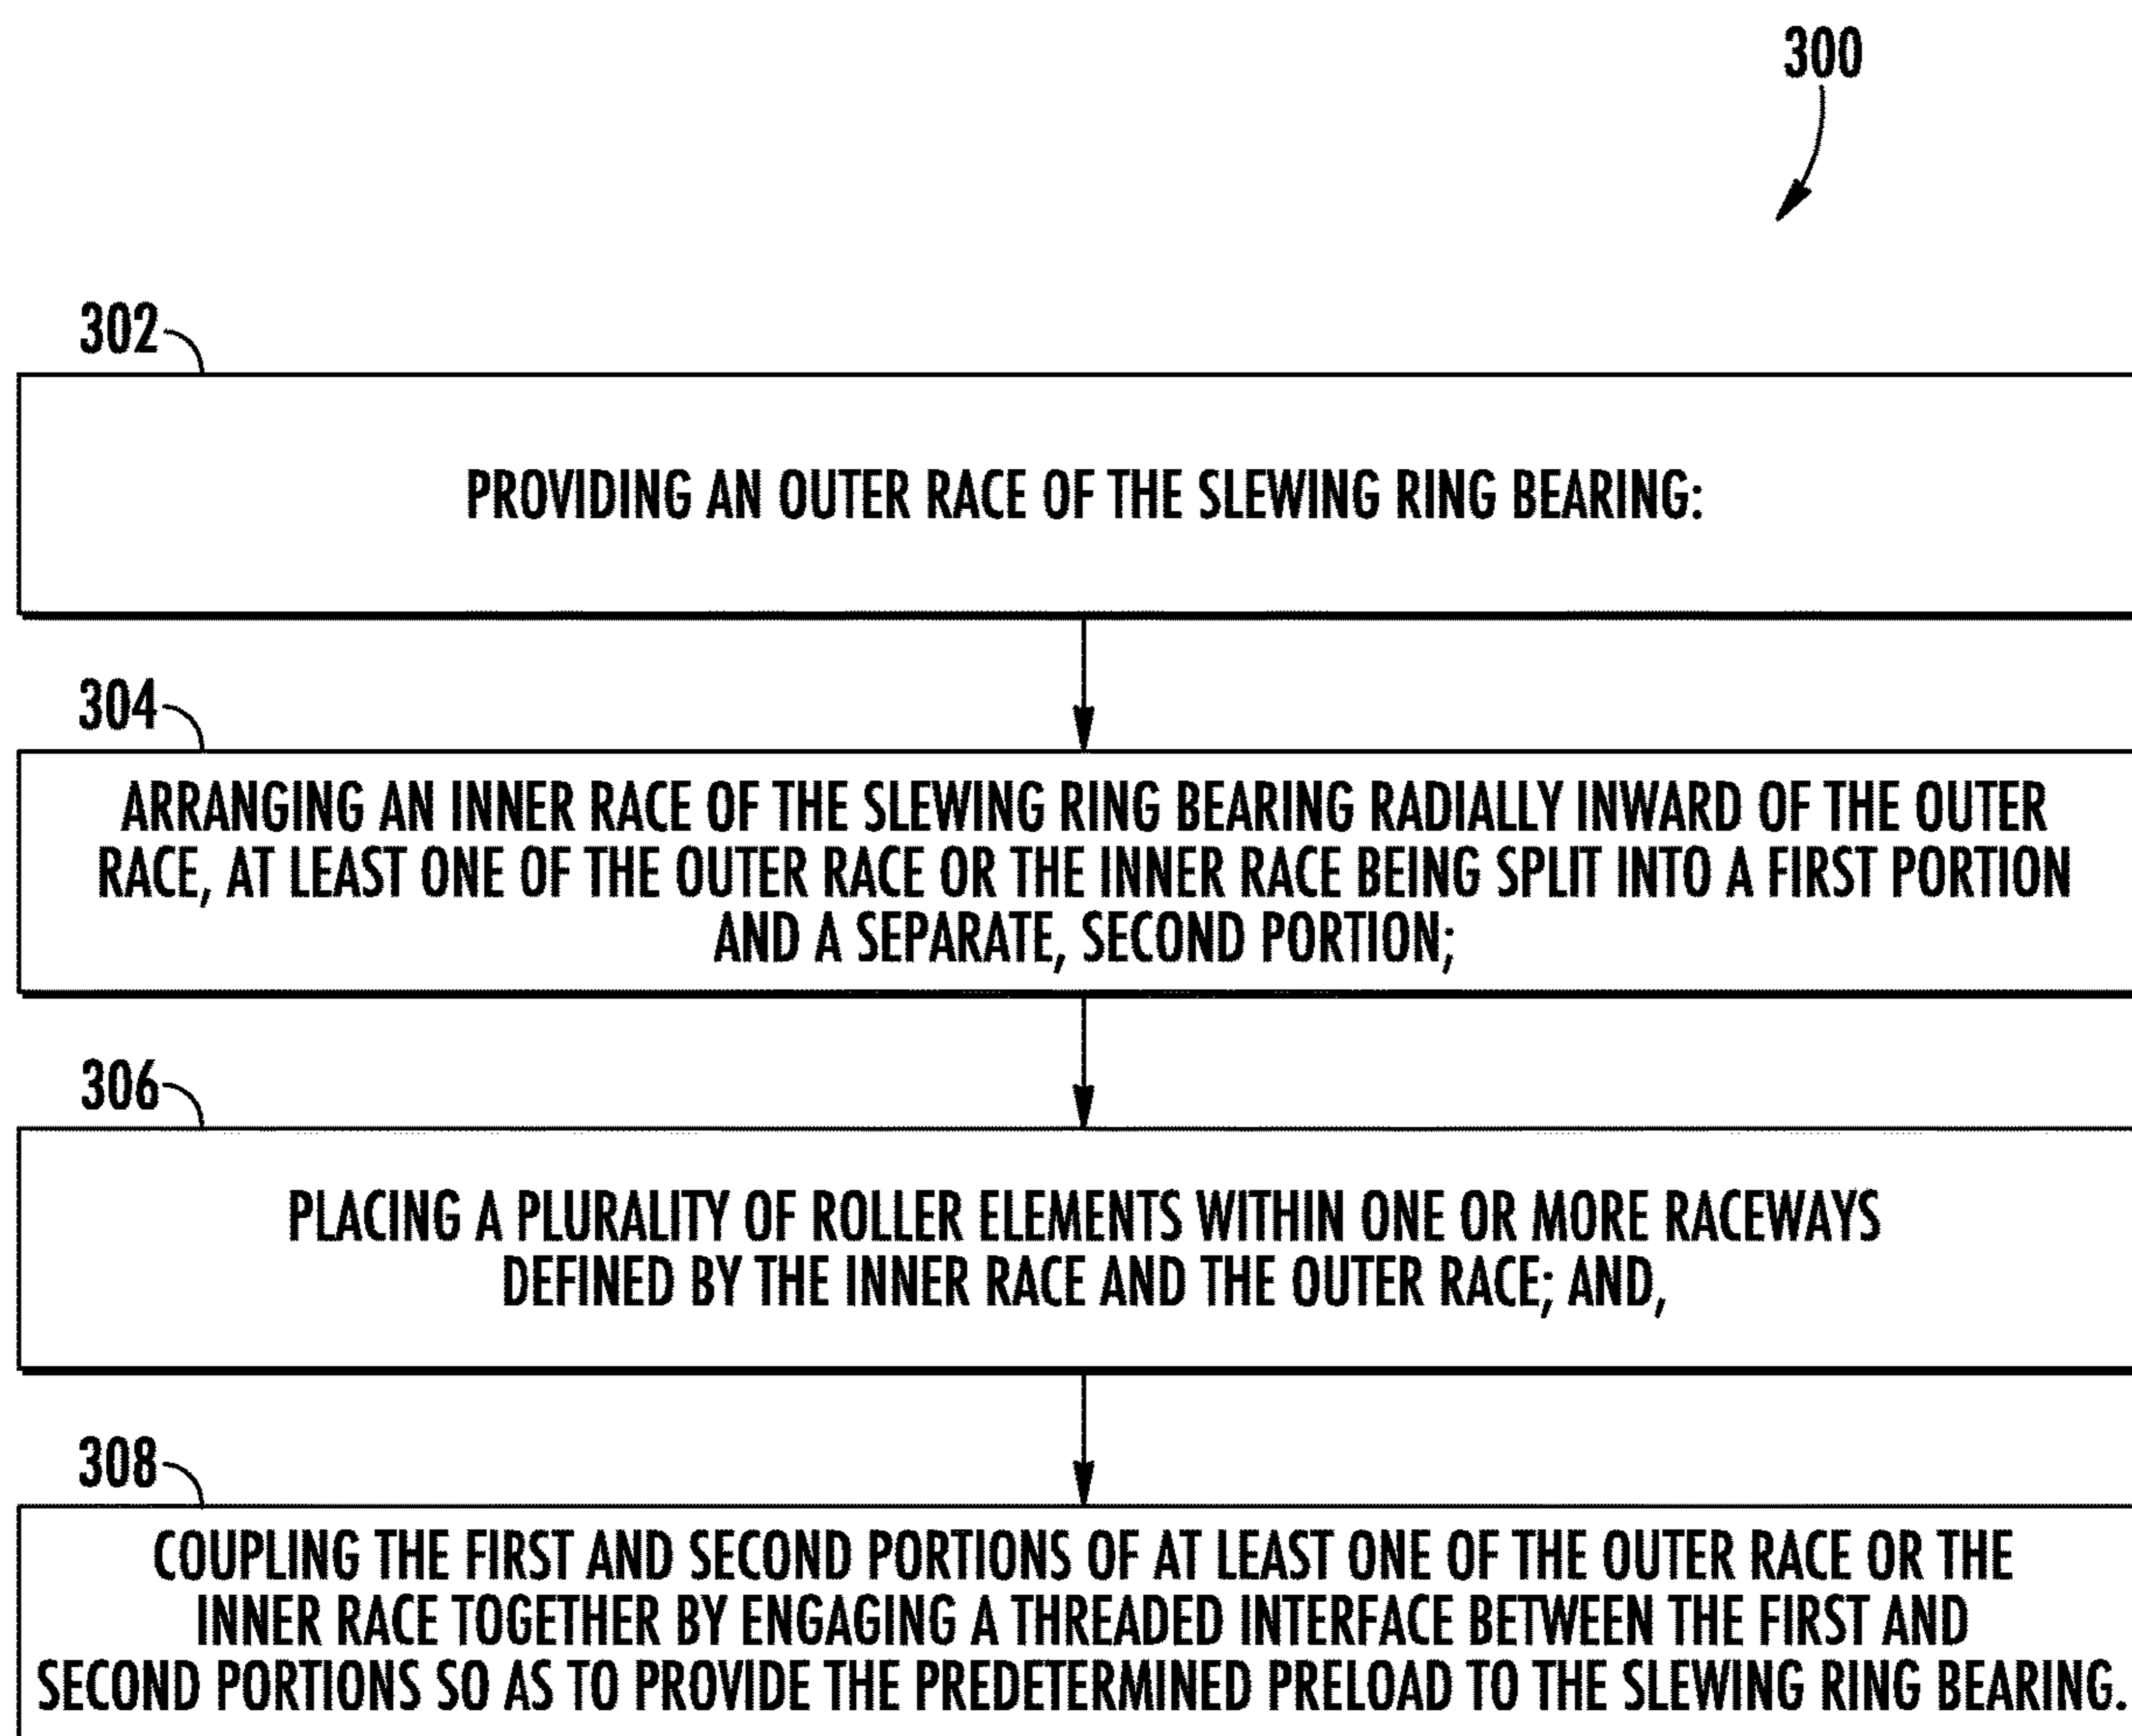 300
302
PROVIDING AN OUTER RACE OF THE SLEWING RING BEARING:
304
ARRANGING AN INNER RACE OF THE SLEWING RING BEARING RADIALLY INWARD OF THE OUTER
RACE, AT LEAST ONE OF THE OUTER RACE OR THE INNER RACE BEING SPLIT INTO A FIRST PORTION
AND A SEPARATE, SECOND PORTION;
306
PLACING A PLURALITY OF ROLLER ELEMENTS WITHIN ONE OR MORE RACEWAYS
DEFINED BY THE INNER RACE AND THE OUTER RACE; AND,
308
COUPLING THE FIRST AND SECOND PORTIONS OF AT LEAST ONE OF THE OUTER RACE OR THE
INNER RACE TOGETHER BY ENGAGING A THREADED INTERFACE BETWEEN THE FIRST AND
SECOND PORTIONS SO AS TO PROVIDE THE PREDETERMINED PRELOAD TO THE SLEWING RING BEARING.